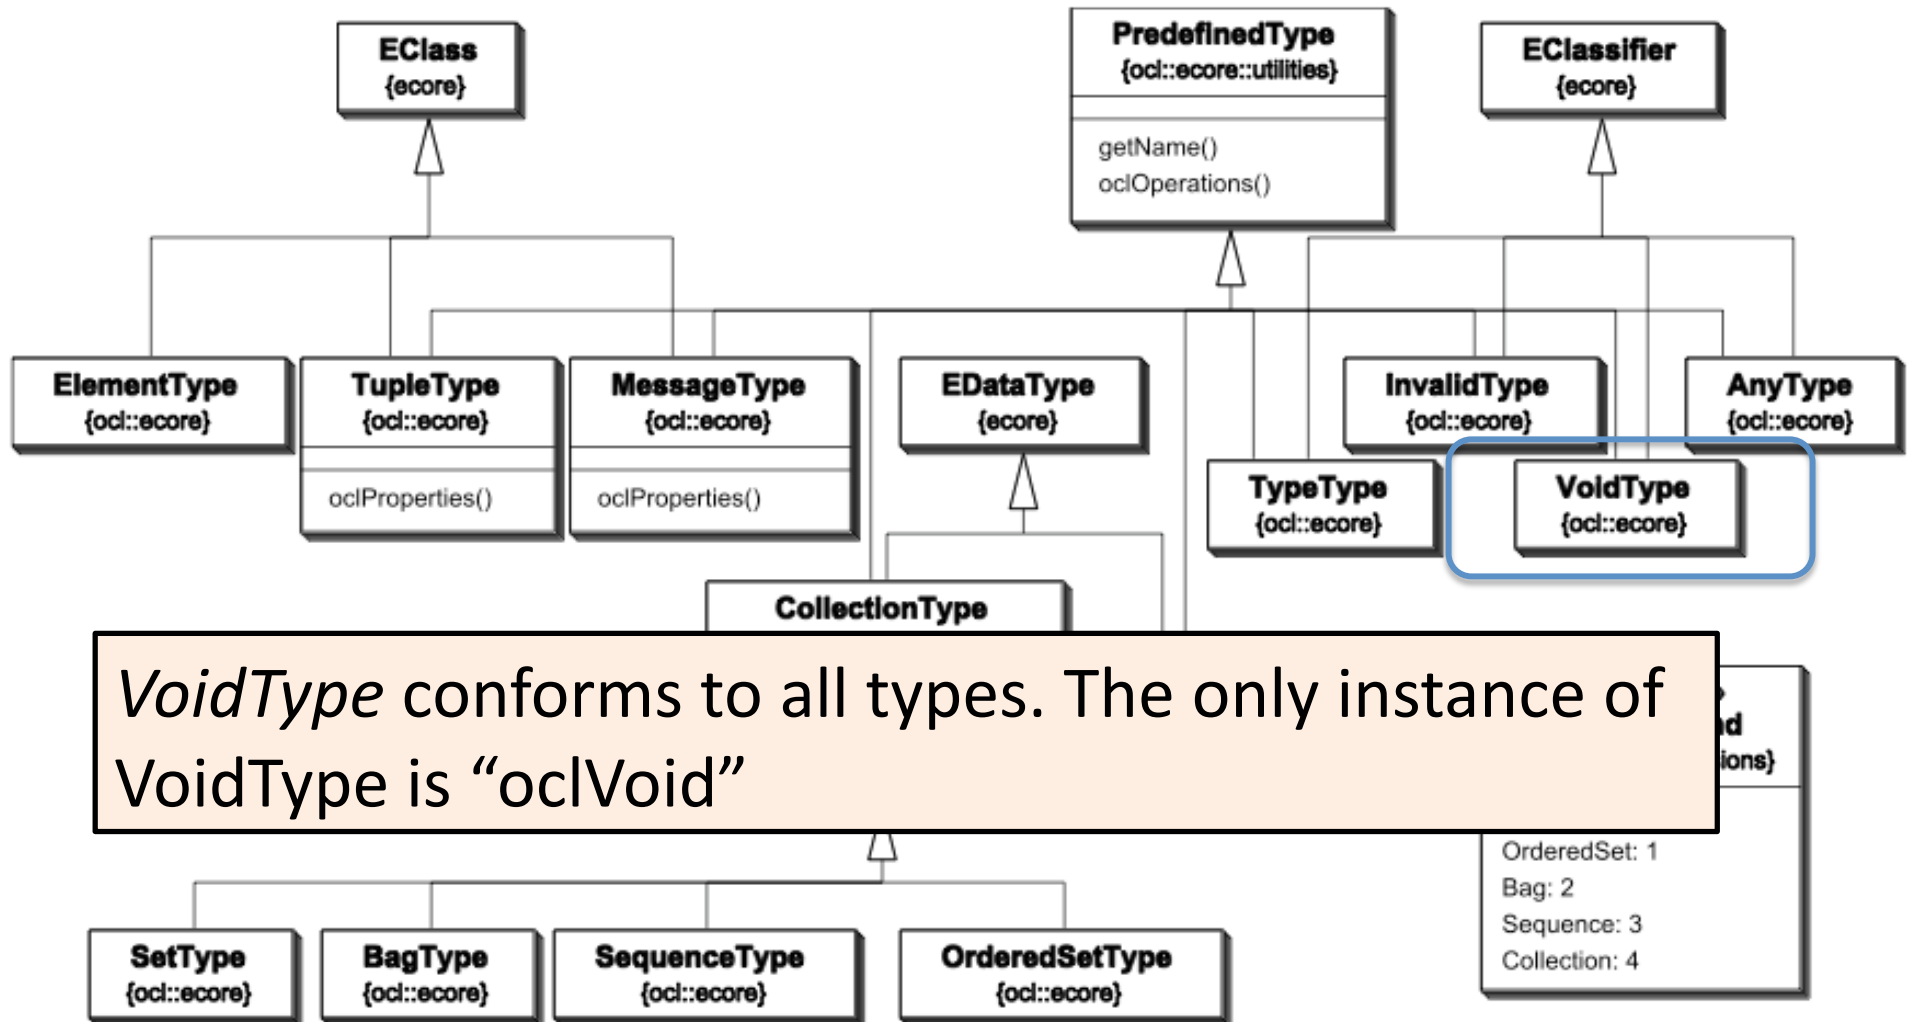 EClass
{ecore}
PredefinedType
{ocl::ecore::utilities}
getName()
oclOperations()
EClassifier
{ecore}
ElementType
{ocl::ecore}
TupleType
{ocl::ecore}
oclProperties()
MessageType
{ocl::ecore}
oclProperties()
EDataType
{ecore}
InvalidType
{ocl::ecore}
AnyType
{ocl::ecore}
TypeType
{ocl::ecore}
VoidType
{ocl::ecore}
CollectionType
VoidType conforms to all types. The only instance of
VoidType is “oclVoid”
OrderedSet: 1
Bag: 2
Sequence: 3
Collection: 4
SetType
{ocl::ecore}
BagType
{ocl::ecore}
SequenceType
{ocl::ecore}
OrderedSetType
{ocl::ecore}